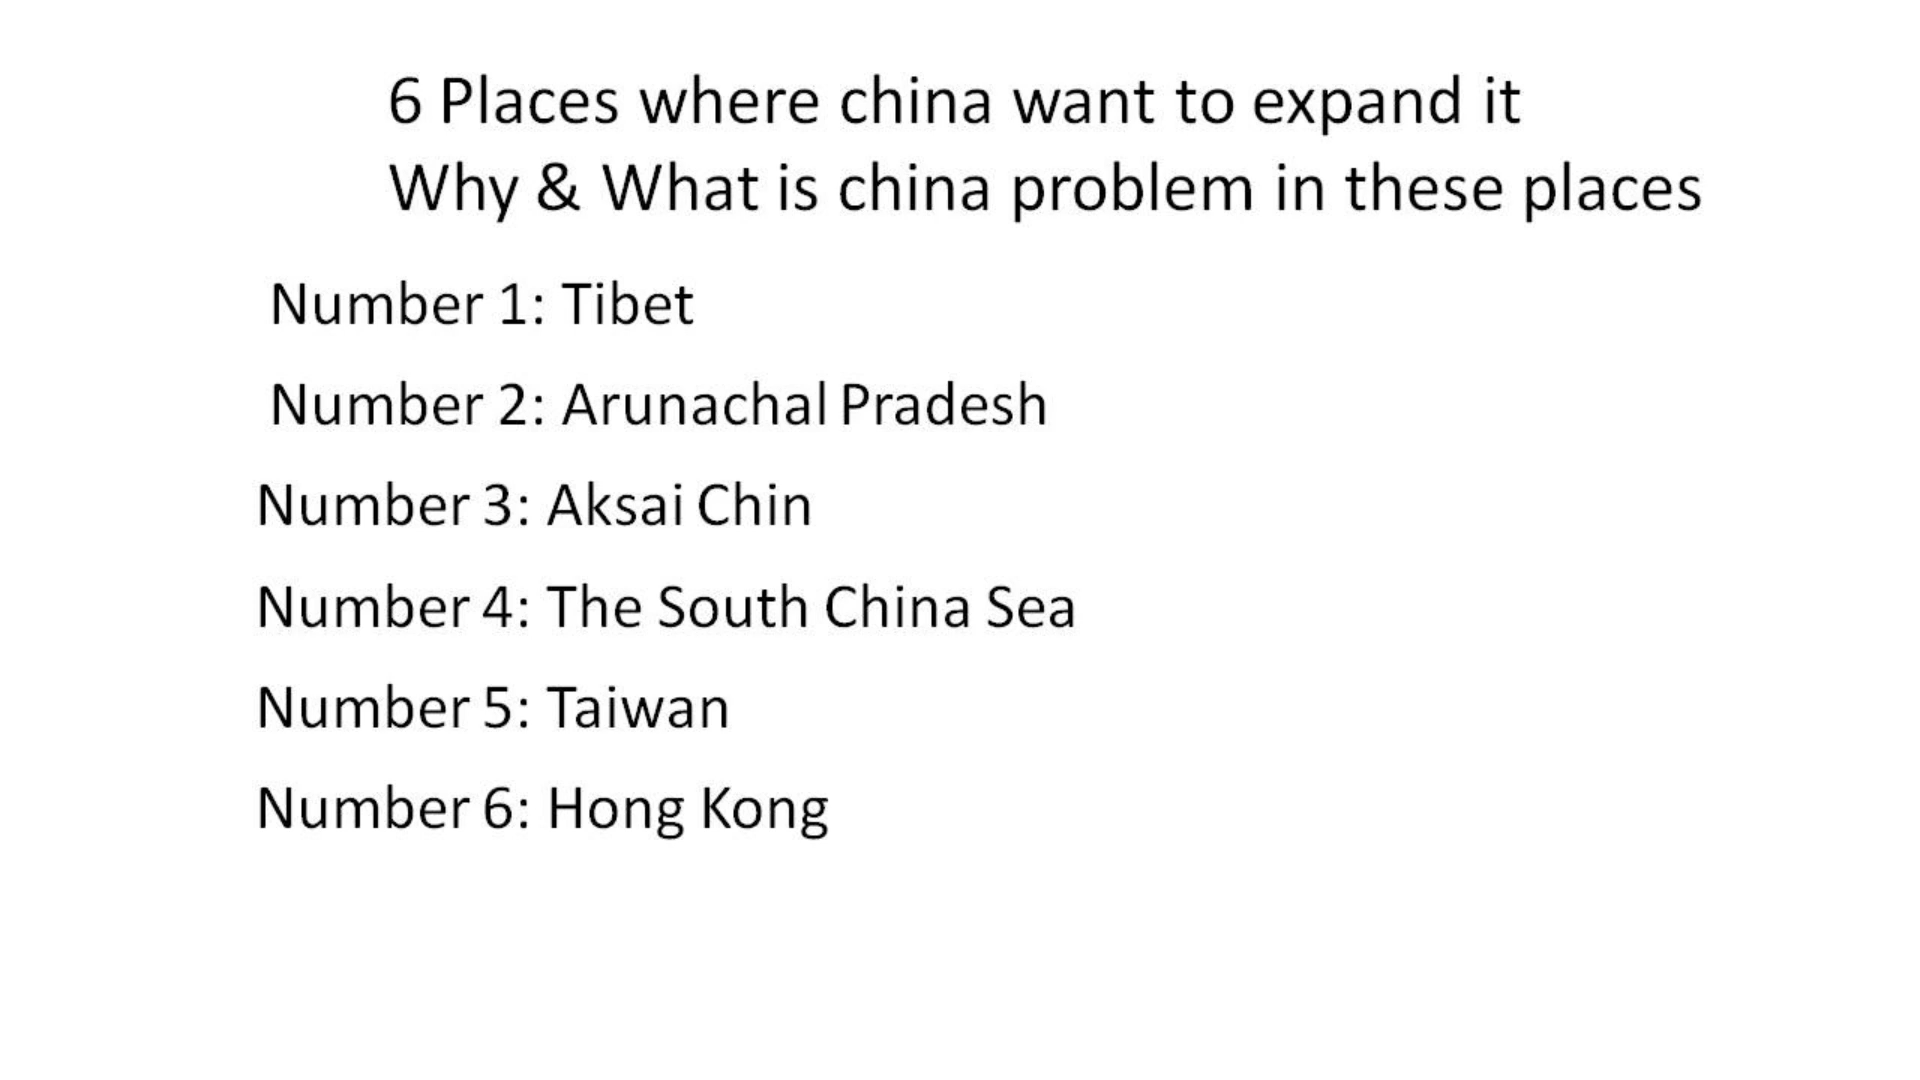 6 Places where china want to expand it
Why & What is china problem in these places
Number 1: Tibet
Number 2: Arunachal Pradesh
Number 3: Aksai Chin
Number 4: The South China Sea
Number 5: Taiwan
Number 6: Hong Kong